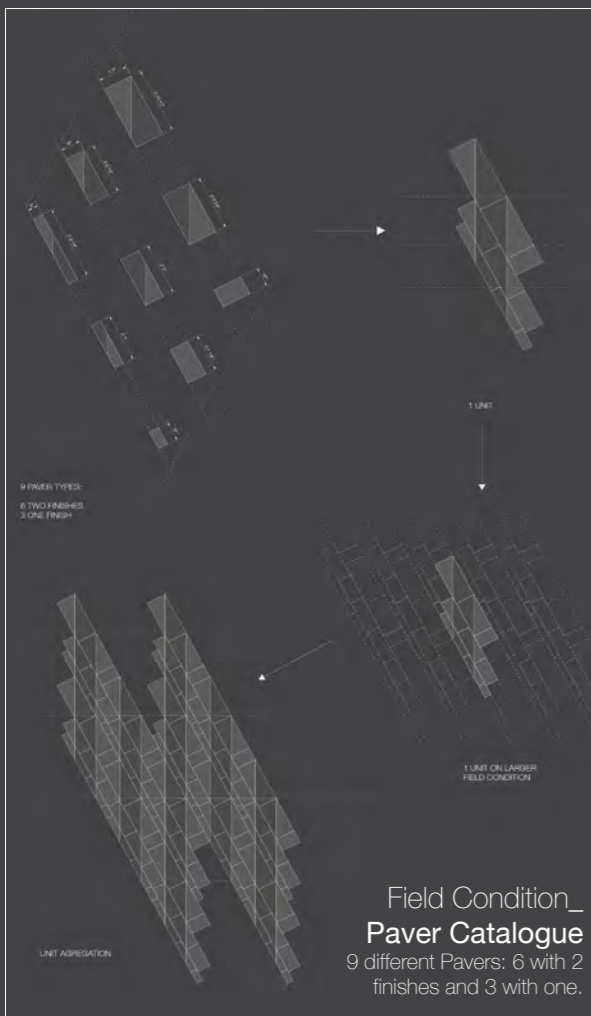 1 UNIT
9 PAVER TYPES:
6 TWO FINISHES
3 ONE FINISH
1 UNIT ON LARGER
FIELD CONDITION
UNIT AGREGATION
Field Condition_
Paver Catalogue
9 different Pavers: 6 with 2
finishes and 3 with one.